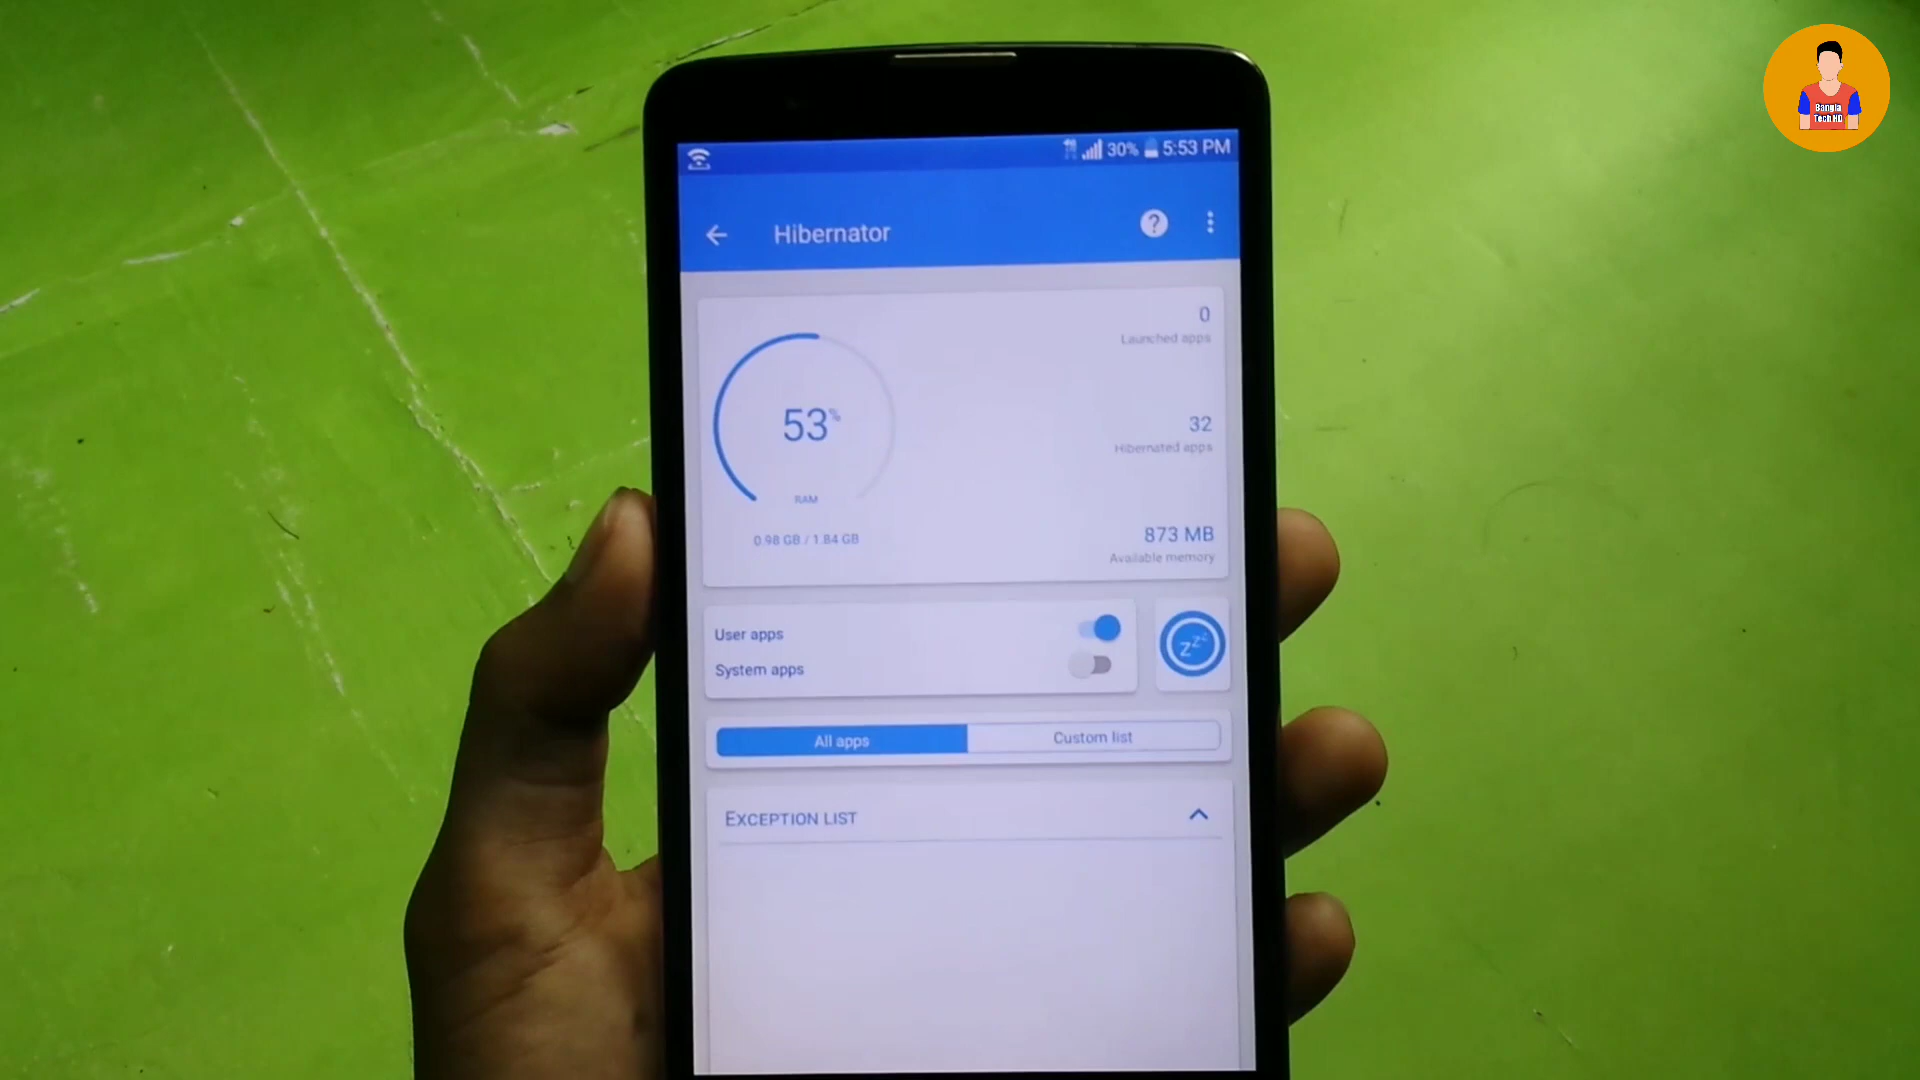 30% 5:53 PM
Hibernator
?
0
Launched apps
53%
32
Hibernated apps
RAM
0.98 GB / 1.84 GB
873 MB
Available memory
User apps
System apps
zzz
All apps
Custom list
EXCEPTION LIST
Bangla
Tech HD